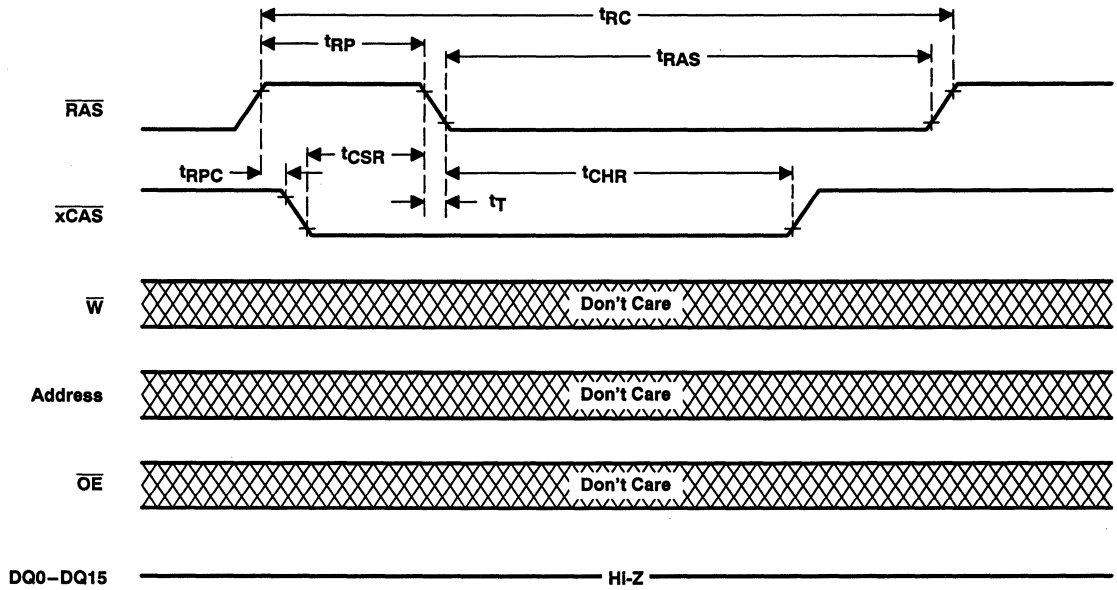 tRC
tRP
tRAS
RAS
tCSR
tRPC
tCHR
tT
xCAS
W
Don't Care
Address
Don't Care
OE
Don't Care
DQ0–DQ15
Hi-Z